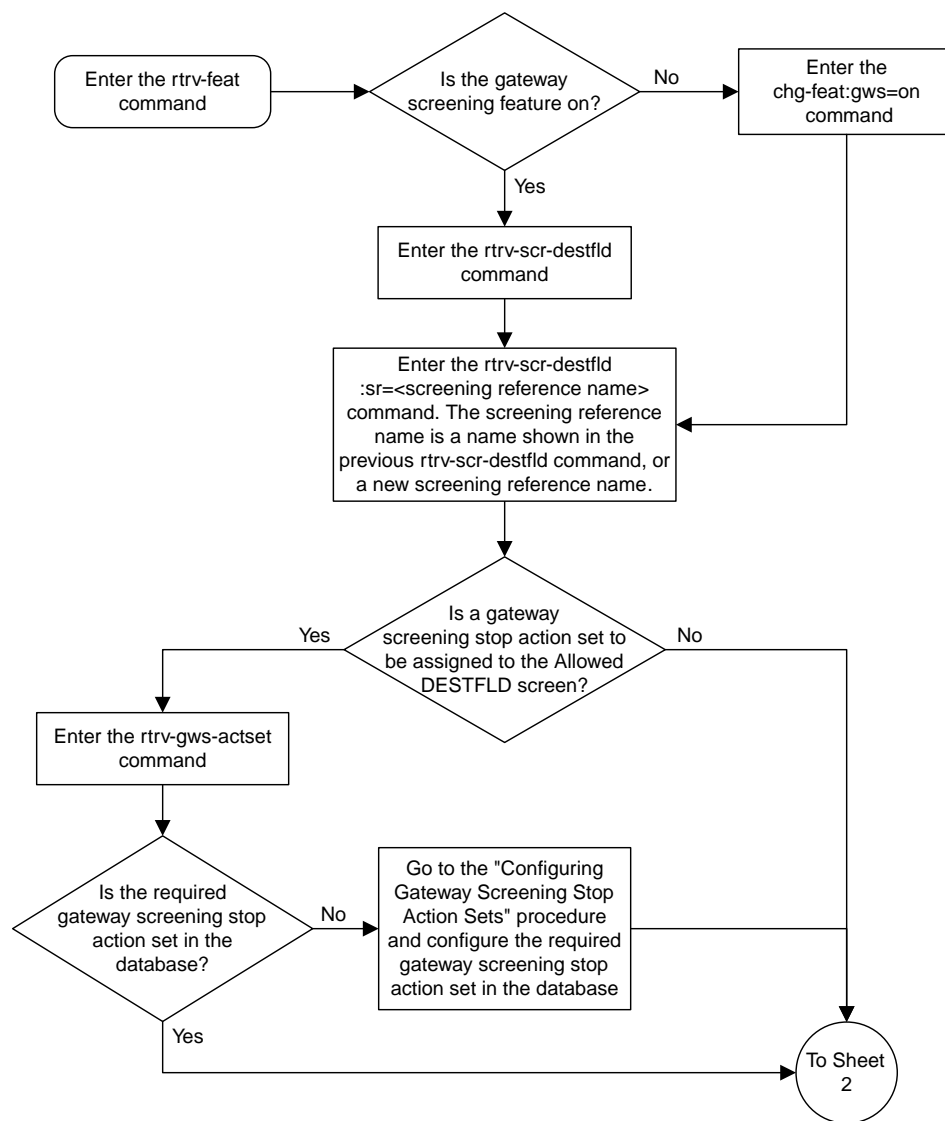 Enter the rtrv-feat
command
Is the gateway
screening feature on?
No
Enter the
chg-feat:gws=on
command
Yes
Enter the rtrv-scr-destfld
command
Enter the rtrv-scr-destfld
:sr=<screening reference name>
command. The screening reference
name is a name shown in the
previous rtrv-scr-destfld command, or
a new screening reference name.
Is a gateway
screening stop action set to
be assigned to the Allowed
DESTFLD screen?
Yes
No
Enter the rtrv-gws-actset
command
Is the required
gateway screening stop
action set in the
database?
No
Go to the "Configuring
Gateway Screening Stop
Action Sets" procedure
and configure the required
gateway screening stop
action set in the database
Yes
To Sheet
2